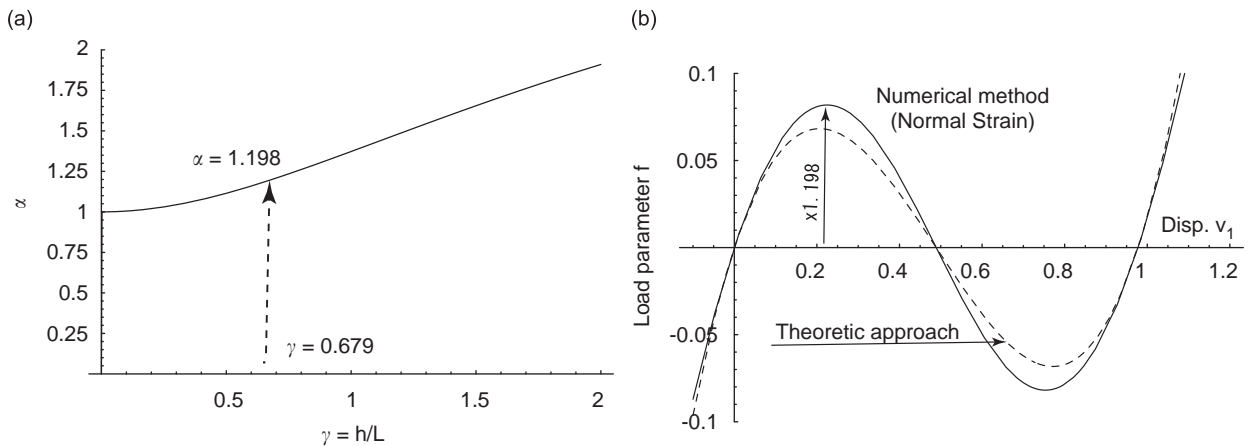 (a)
2
1.75
1.5
1.25
1
0.75
0.5
0.25
α
α = 1.198
γ = 0.679
0.5
1
1.5
2
γ = h/L
(b)
0.1
0.05
-0.05
-0.1
Load parameter f
Numerical method
(Normal Strain)
x1. 198
Disp. v1
0.2
0.4
0.6
0.8
1
1.2
Theoretic approach